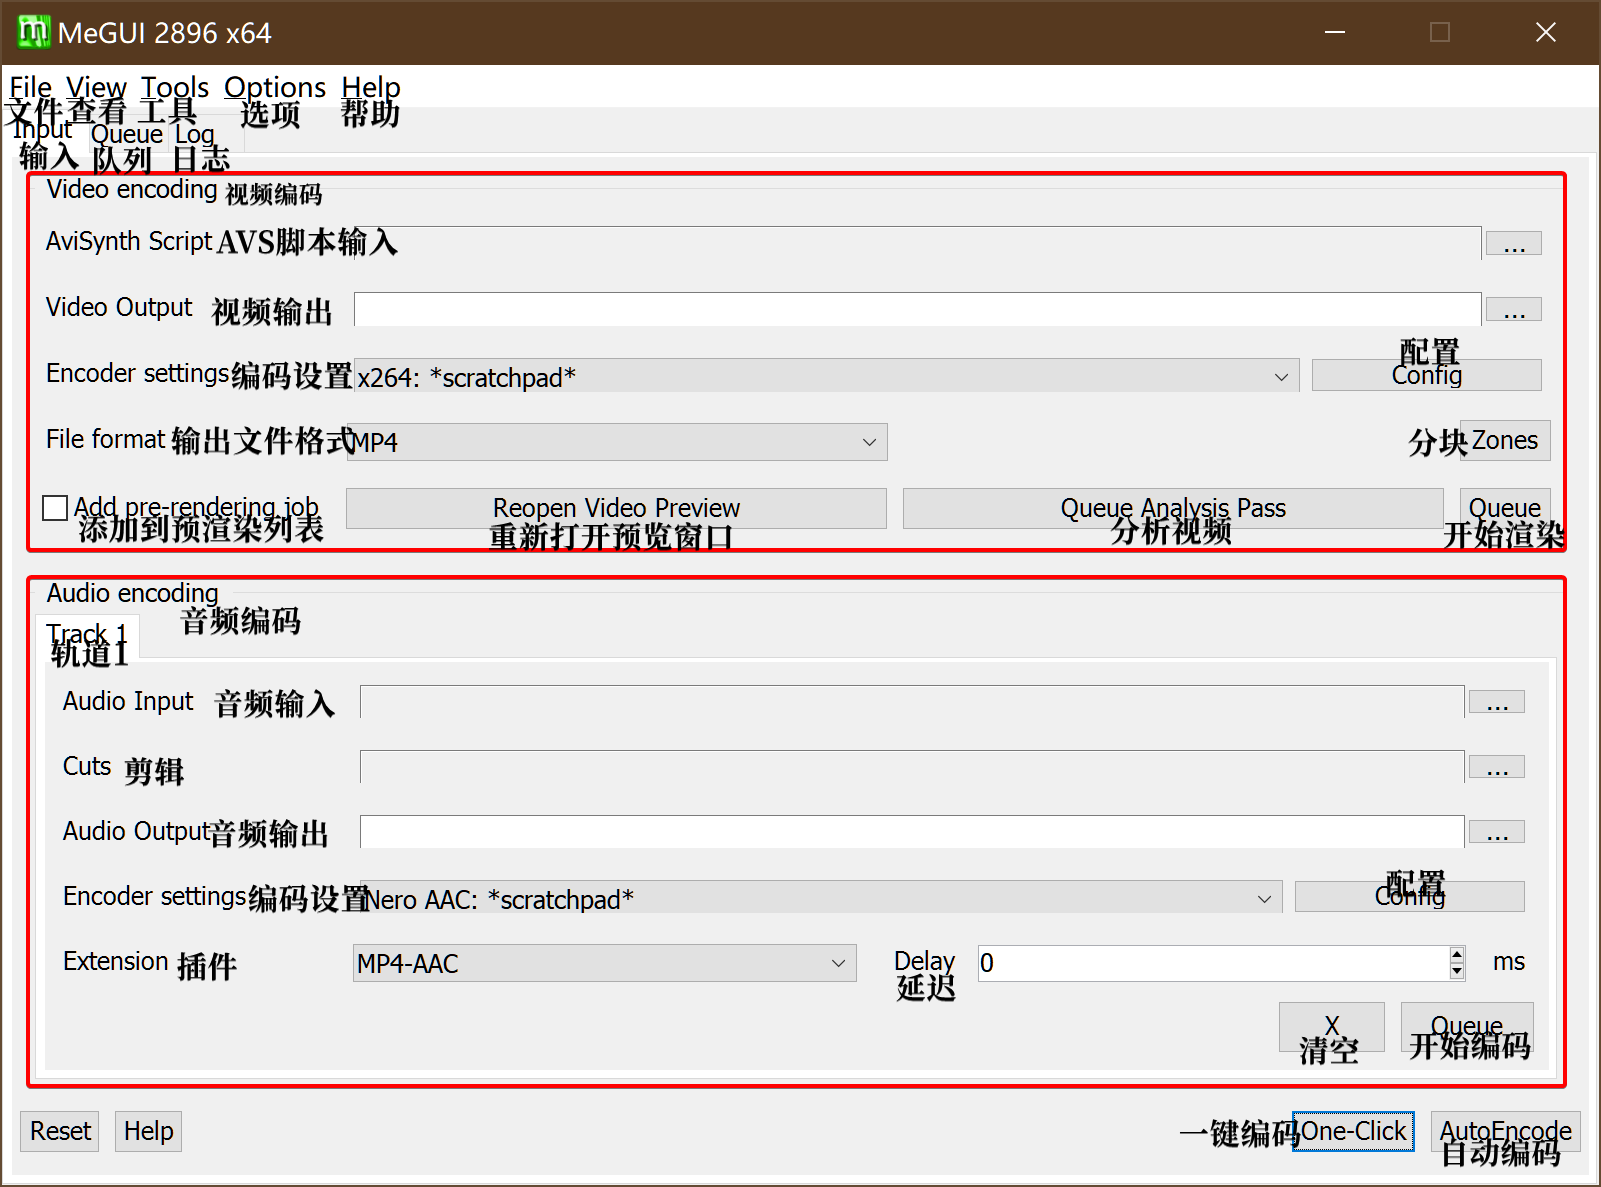 MeGUI 2896 x64
File View Tools Options Help
文件 查看 工具 选项 帮助
Input Queue Log
输入 队列 日志
Video encoding 视频编码
AviSynth Script AVS脚本输入 ...
Video Output 视频输出 ...
配置
Encoder settings 编码设置 x264: *scratchpad* Config
File format 输出文件格式 MP4 分块 Zones
Add pre-rendering job Reopen Video Preview Queue Analysis Pass Queue
添加到预渲染列表 重新打开预览窗口 分析视频 开始渲染
Audio encoding
音频编码
Track 1
轨道1
Audio Input 音频输入 ...
Cuts 剪辑 ...
Audio Output 音频输出 ...
配置
Encoder settings 编码设置 Nero AAC: *scratchpad* Config
Extension 插件 MP4-AAC Delay 0 ms
延迟
X Queue
清空 开始编码
Reset Help 一键编码 One-Click AutoEncode
自动编码